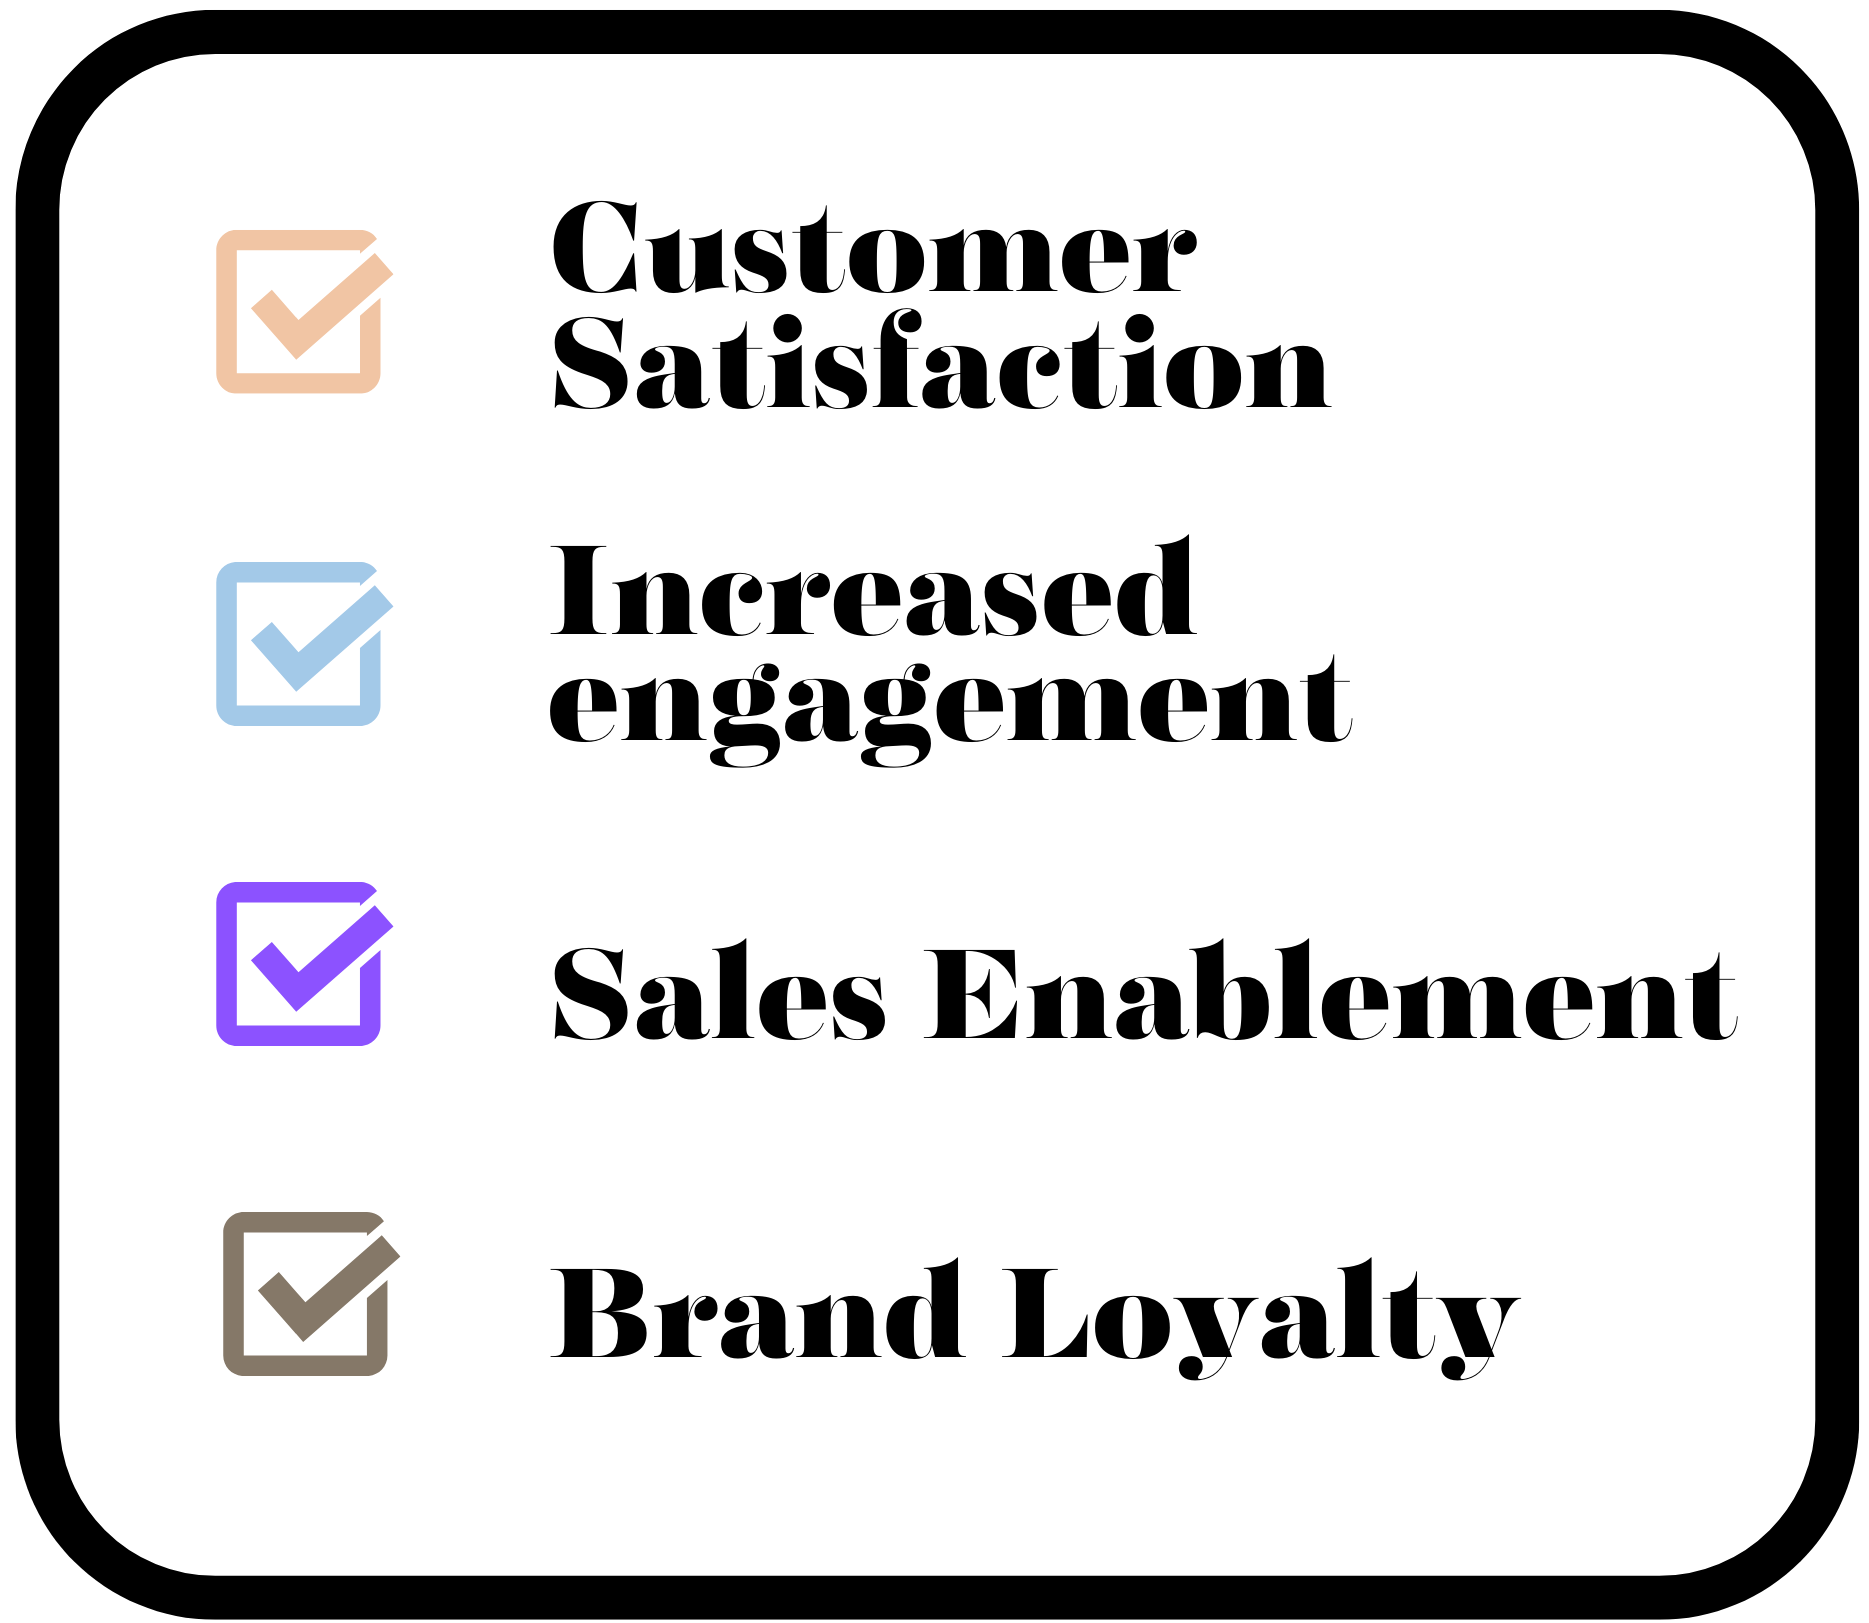 Customer
Satisfaction
Increased
engagement
Sales Enablement
Brand Loyalty